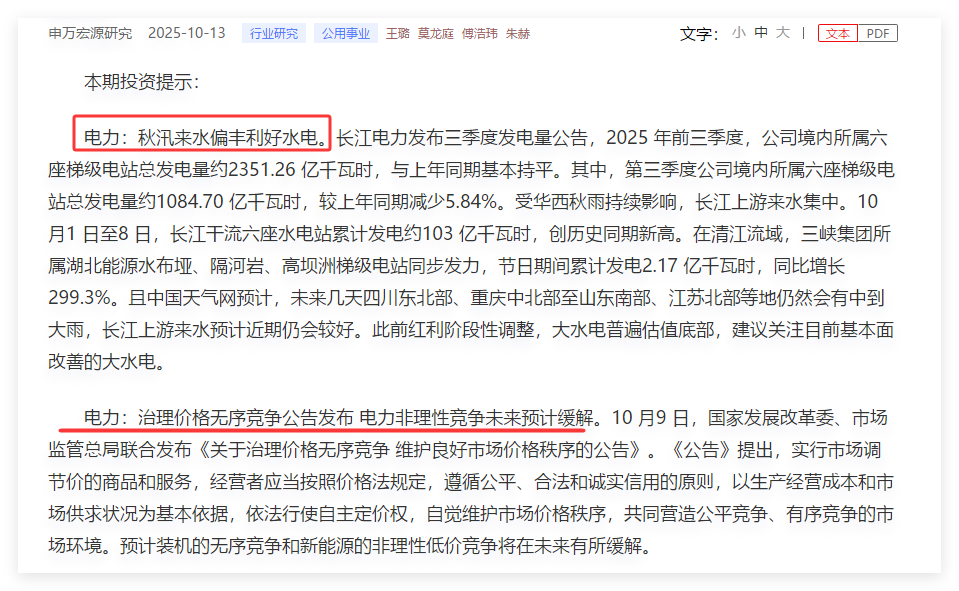 申万宏源研究 2025-10-13 行业研究 公用事业 王璐 莫龙庭 傅浩玮 朱赫 文字： 小 中 大 | 文本 PDF
本期投资提示：
电力：秋汛来水偏丰利好水电。长江电力发布三季度发电量公告，2025 年前三季度，公司境内所属六
座梯级电站总发电量约2351.26 亿千瓦时，与上年同期基本持平。其中，第三季度公司境内所属六座梯级电
站总发电量约1084.70 亿千瓦时，较上年同期减少5.84%。受华西秋雨持续影响，长江上游来水集中。10
月1 日至8 日，长江干流六座水电站累计发电约103 亿千瓦时，创历史同期新高。在清江流域，三峡集团所
属湖北能源水布垭、隔河岩、高坝洲梯级电站同步发力，节日期间累计发电2.17 亿千瓦时，同比增长
299.3%。且中国天气网预计，未来几天四川东北部、重庆中北部至山东南部、江苏北部等地仍然会有中到
大雨，长江上游来水预计近期仍会较好。此前红利阶段性调整，大水电普遍估值底部，建议关注目前基本面
改善的大水电。
电力：治理价格无序竞争公告发布 电力非理性竞争未来预计缓解。10 月9 日，国家发展改革委、市场
监管总局联合发布《关于治理价格无序竞争 维护良好市场价格秩序的公告》。《公告》提出，实行市场调
节价的商品和服务，经营者应当按照价格法规定，遵循公平、合法和诚实信用的原则，以生产经营成本和市
场供求状况为基本依据，依法行使自主定价权，自觉维护市场价格秩序，共同营造公平竞争、有序竞争的市
场环境。预计装机的无序竞争和新能源的非理性低价竞争将在未来有所缓解。